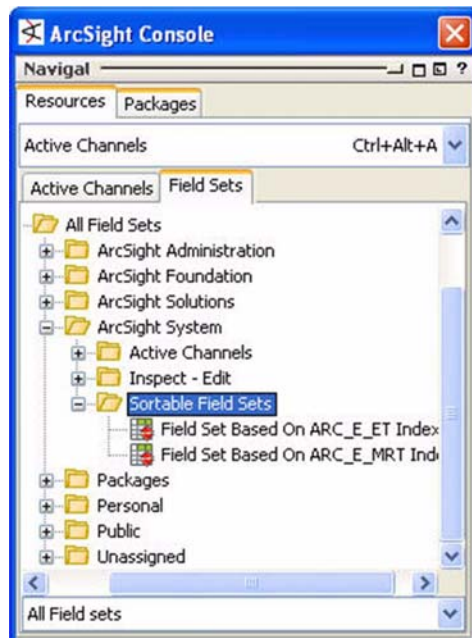 ArcSight Console
Navigal
?
Resources Packages
Active Channels Ctrl+Alt+A
Active Channels Field Sets
All Field Sets
ArcSight Administration
ArcSight Foundation
ArcSight Solutions
ArcSight System
Active Channels
Inspect - Edit
Sortable Field Sets
Field Set Based On ARC_E_ET Index
Field Set Based On ARC_E_MRT Ind
Packages
Personal
Public
Unassigned
All Field sets